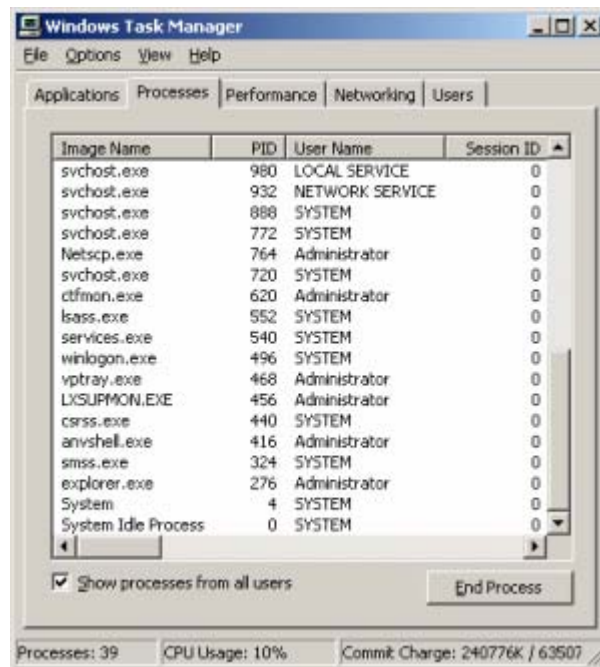 Windows Task Manager
File Options View Help
Applications Processes Performance Networking Users
Image Name PID User Name Session ID
svchost.exe 980 LOCAL SERVICE 0
svchost.exe 932 NETWORK SERVICE 0
svchost.exe 888 SYSTEM 0
svchost.exe 772 SYSTEM 0
Netscp.exe 764 Administrator 0
svchost.exe 720 SYSTEM 0
ctfmon.exe 620 Administrator 0
lsass.exe 552 SYSTEM 0
services.exe 540 SYSTEM 0
winlogon.exe 496 SYSTEM 0
vptray.exe 468 Administrator 0
LXSUPMON.EXE 456 Administrator 0
csrss.exe 440 SYSTEM 0
anvshell.exe 416 Administrator 0
smss.exe 324 SYSTEM 0
explorer.exe 276 Administrator 0
System 4 SYSTEM 0
System Idle Process 0 SYSTEM 0
Show processes from all users
End Process
Processes: 39 CPU Usage: 10% Commit Charge: 240776K / 63507